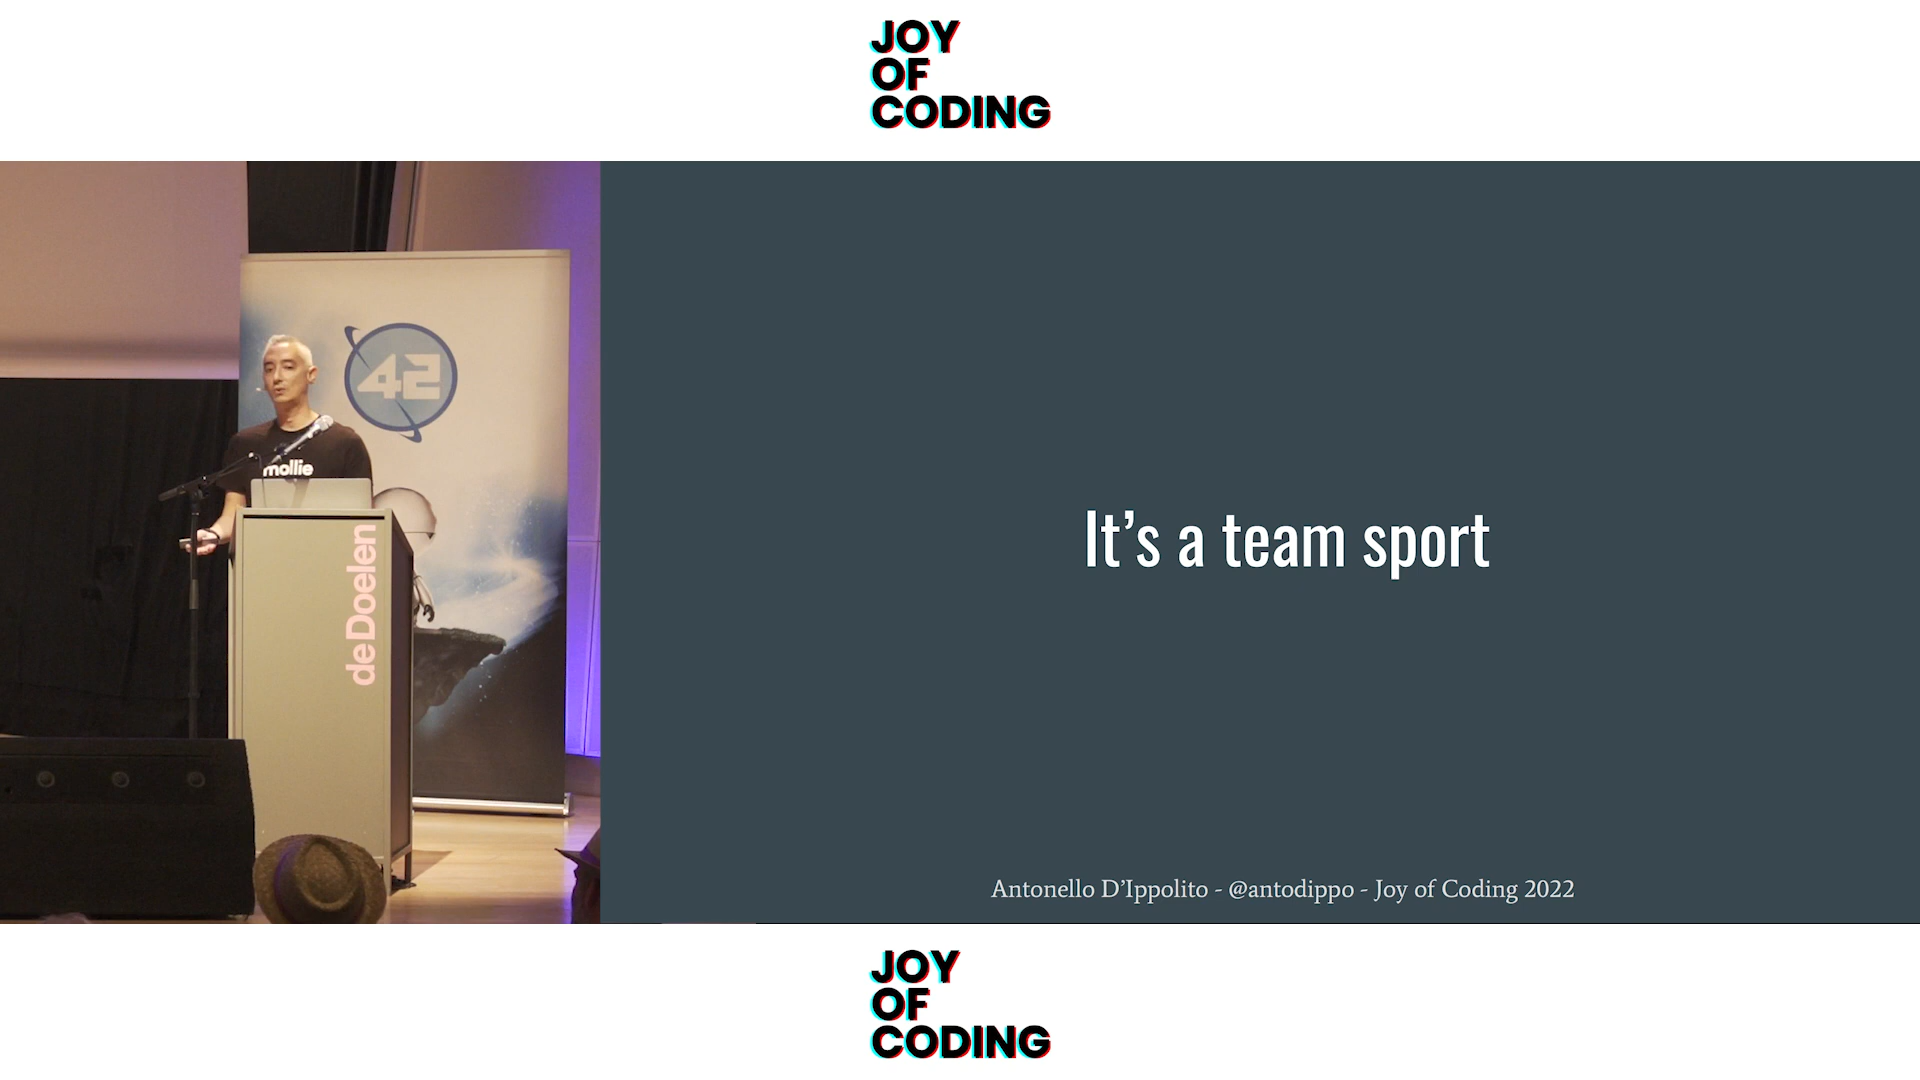 JOY
OF
CODING
42
mollie
deDoelen
It's a team sport
Antonello D'Ippolito - @antodippo - Joy of Coding 2022
JOY
OF
CODING